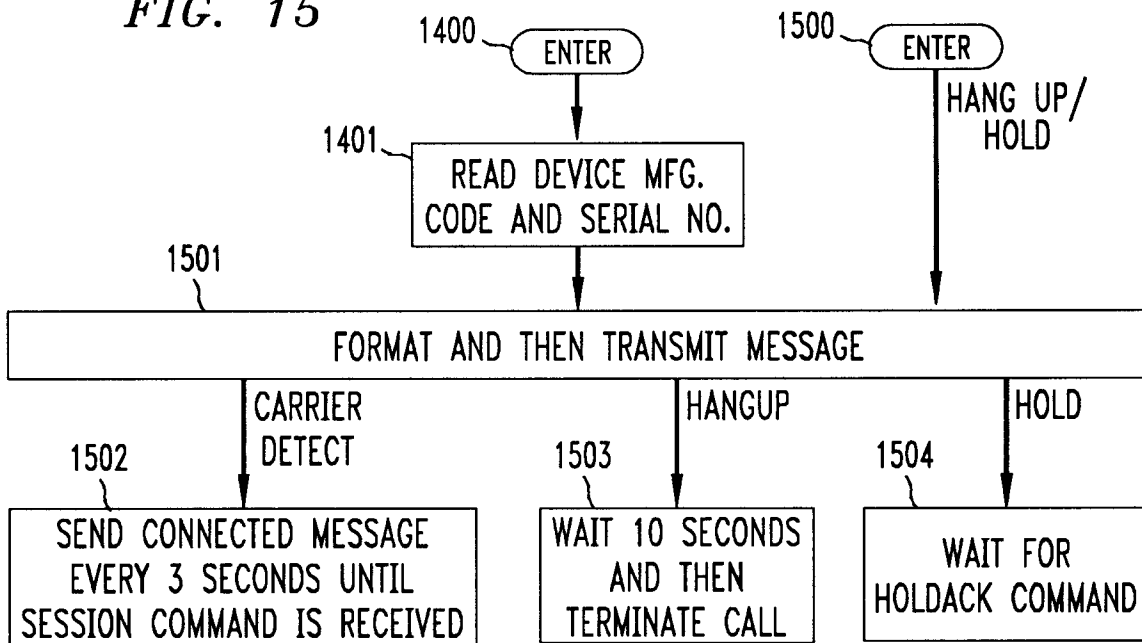 FIG. 15
1400
ENTER
1500
ENTER
HANG UP/
HOLD
1401
READ DEVICE MFG.
CODE AND SERIAL NO.
1501
FORMAT AND THEN TRANSMIT MESSAGE
CARRIER
DETECT
HANGUP
HOLD
1502
SEND CONNECTED MESSAGE
EVERY 3 SECONDS UNTIL
SESSION COMMAND IS RECEIVED
1503
WAIT 10 SECONDS
AND THEN
TERMINATE CALL
1504
WAIT FOR
HOLDACK COMMAND